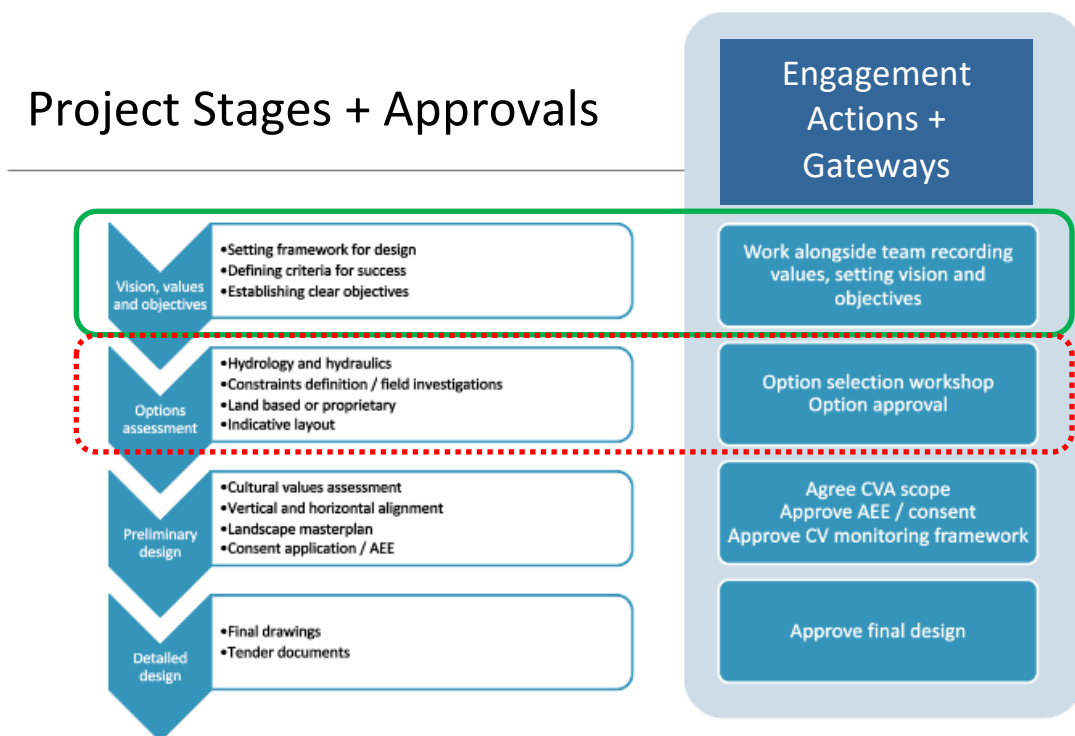 Project Stages + Approvals
Engagement
Actions +
Gateways
Vision, values
and objectives
•Setting framework for design
•Defining criteria for success
•Establishing clear objectives
Work alongside team recording
values, setting vision and
objectives
Options
assessment
•Hydrology and hydraulics
•Constraints definition / field investigations
•Land based or proprietary
•Indicative layout
Option selection workshop
Option approval
Preliminary
design
•Cultural values assessment
•Vertical and horizontal alignment
•Landscape masterplan
•Consent application / AEE
Agree CVA scope
Approve AEE / consent
Approve CV monitoring framework
Detailed
design
•Final drawings
•Tender documents
Approve final design